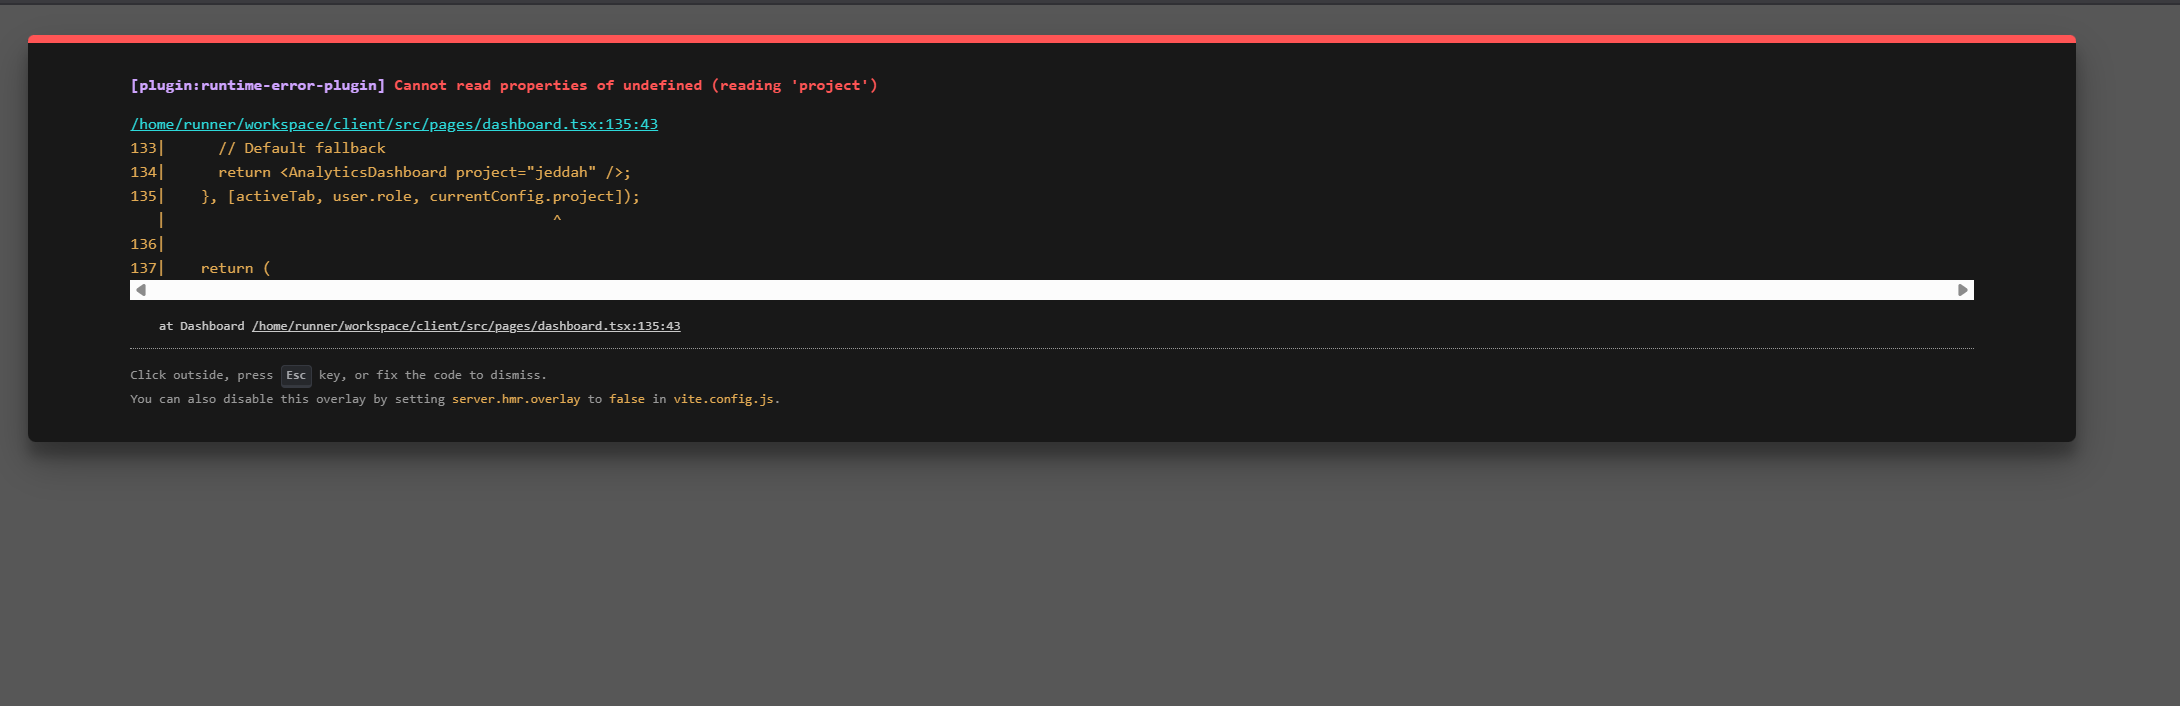 [plugin:runtime-error-plugin] Cannot read properties of undefined (reading 'project')
/home/runner/workspace/client/src/pages/dashboard.tsx:135:43
133|      // Default fallback
134|      return <AnalyticsDashboard project="jeddah" />;
135|    }, [activeTab, user.role, currentConfig.project]);
   |                                            ^
136|
137|    return (
at Dashboard /home/runner/workspace/client/src/pages/dashboard.tsx:135:43
Click outside, press Esc key, or fix the code to dismiss.
You can also disable this overlay by setting server.hmr.overlay to false in vite.config.js.